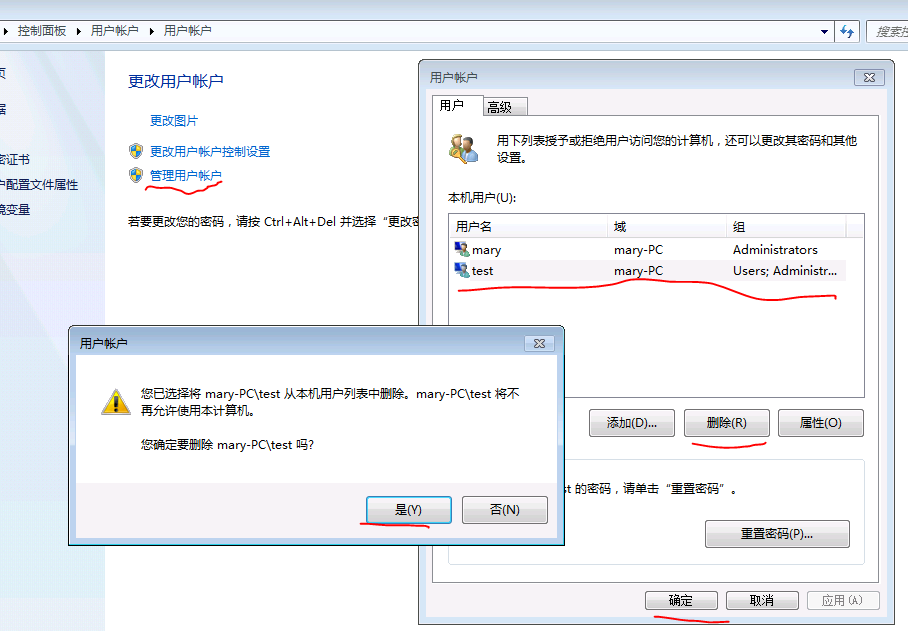 控制面板 用户帐户 用户帐户
搜索控
页
据
密证书
户配置文件属性
境变量
更改用户帐户
更改图片
更改用户帐户控制设置
管理用户帐户
若要更改您的密码，请按 Ctrl+Alt+Del 并选择“更改密
用户帐户
用户 高级
用下列表授予或拒绝用户访问您的计算机，还可以更改其密码和其他
设置。
本机用户(U):
用户名 域 组
mary mary-PC Administrators
test mary-PC Users; Administr...
添加(D)... 删除(R) 属性(O)
st 的密码，请单击“重置密码”。
重置密码(P)...
确定 取消 应用(A)
用户帐户
您已选择将 mary-PC\test 从本机用户列表中删除。mary-PC\test 将不
再允许使用本计算机。
您确定要删除 mary-PC\test 吗?
是(Y) 否(N)